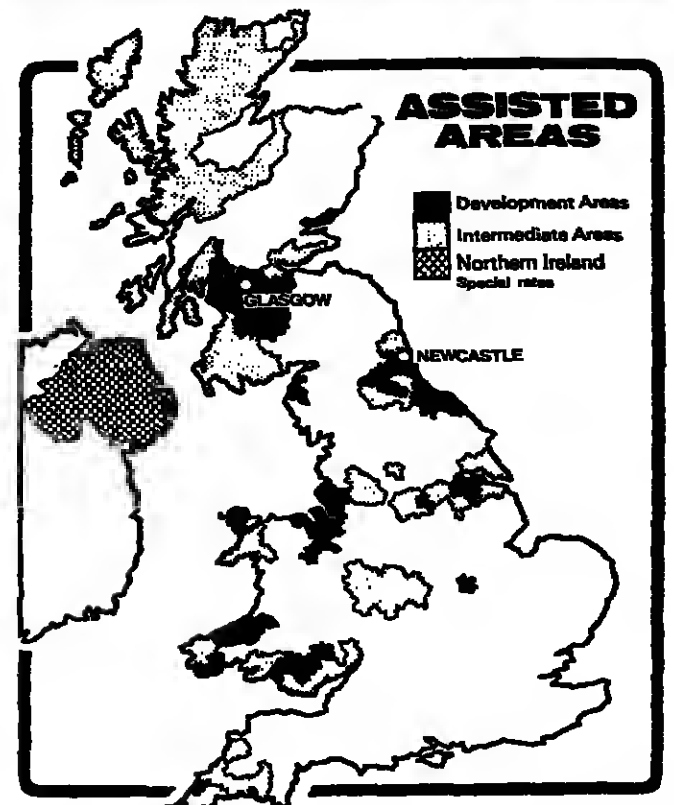 ASSISTED
AREAS
Development Areas
Intermediate Areas
Northern Ireland
Special rates
GLASGOW
NEWCASTLE